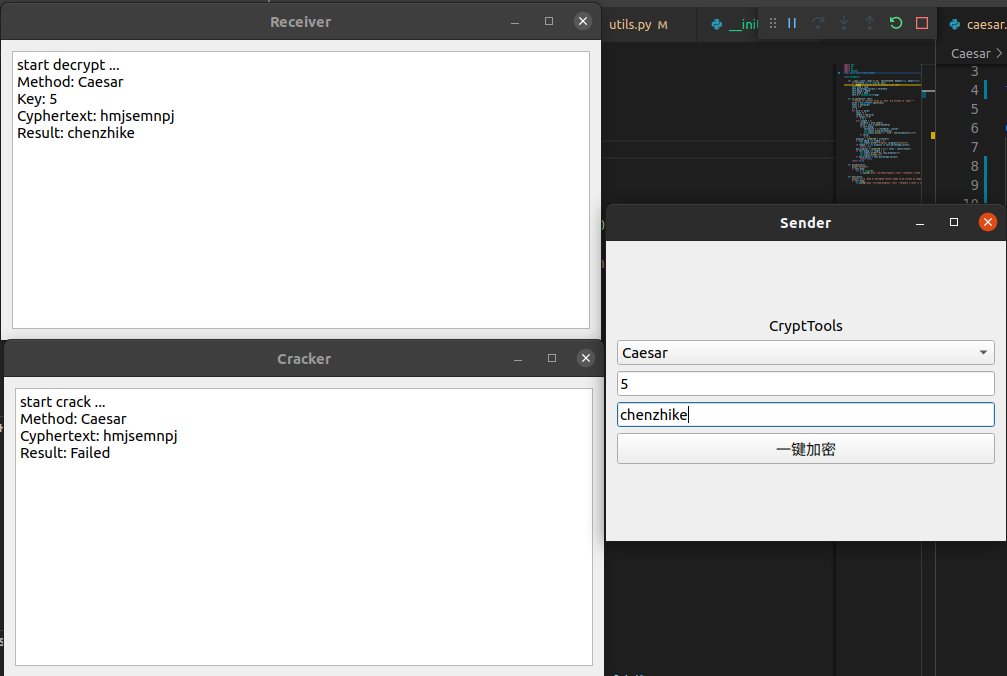 Receiver
start decrypt ...
Method: Caesar
Key: 5
Cyphertext: hmjsemnpj
Result: chenzhike
utils.py M
__init
caesar.
Caesar >
3
4
5
6
7
8
9
10
Cracker
start crack ...
Method: Caesar
Cyphertext: hmjsemnpj
Result: Failed
Sender
CryptTools
Caesar
5
chenzhike
一键加密